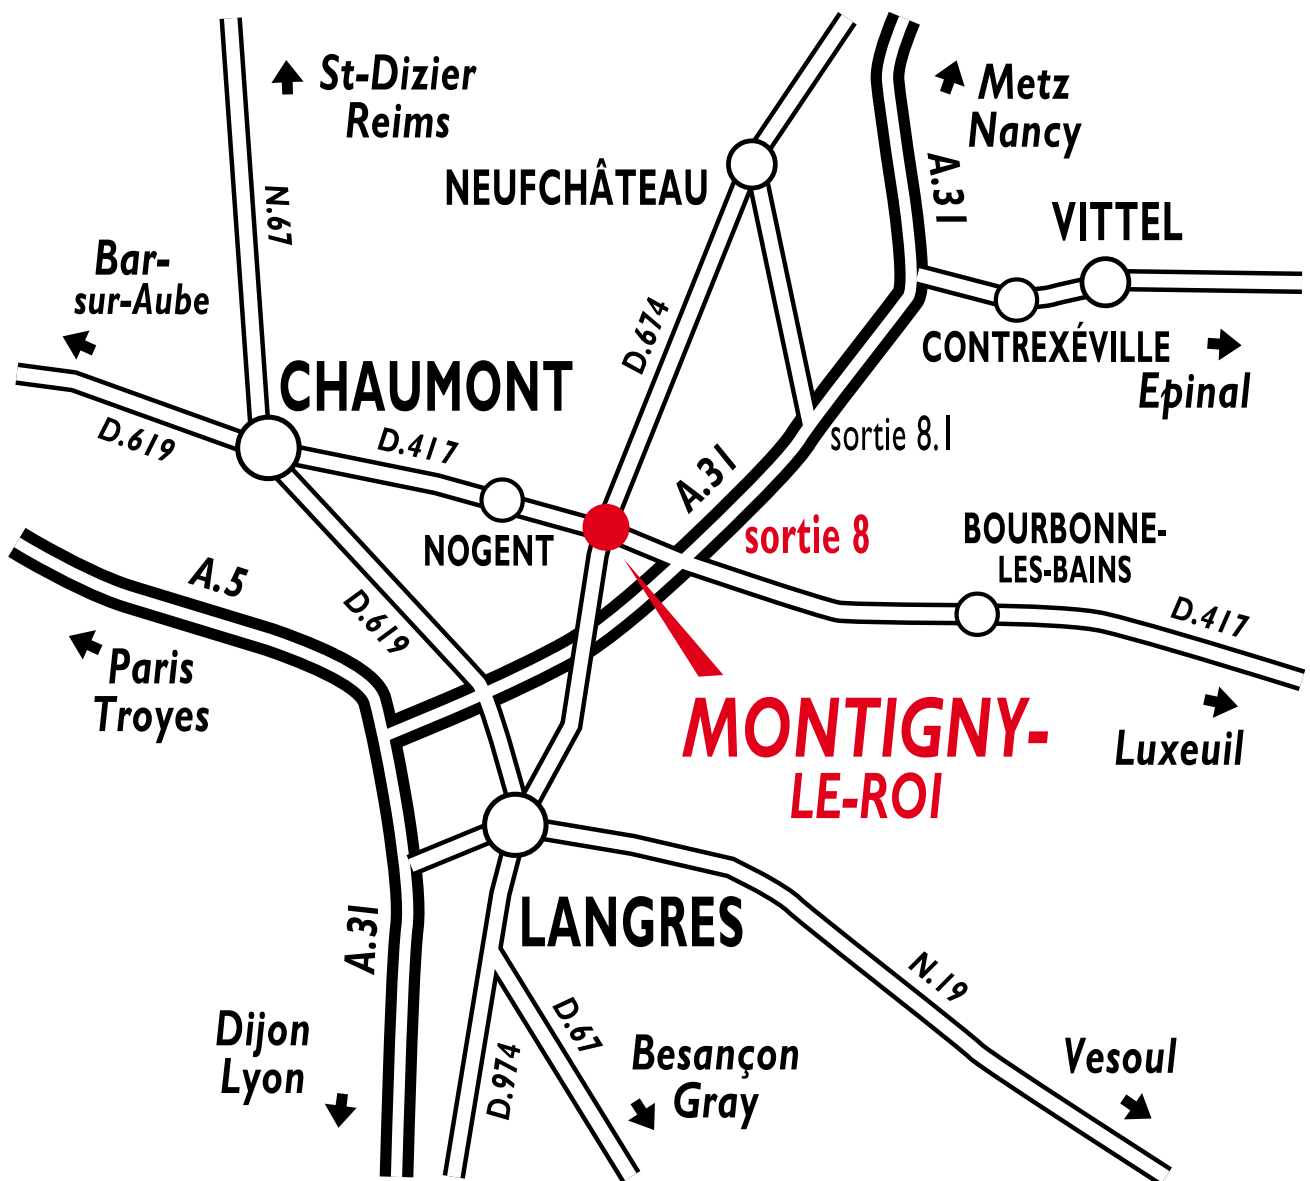 St-Dizier
Reims
Metz
Nancy
A.31
NEUFCHÂTEAU
N.67
VITTEL
Bar-
sur-Aube
D.674
CONTREXÉVILLE
Epinal
CHAUMONT
D.619
D.417
sortie 8.1
A.31
sortie 8
NOGENT
BOURBONNE-
LES-BAINS
A.5
D.619
D.417
Paris
Troyes
MONTIGNY-
LE-ROI
Luxeuil
LANGRES
A.31
N.19
Dijon
Lyon
D.67
D.974
Besançon
Gray
Vesoul